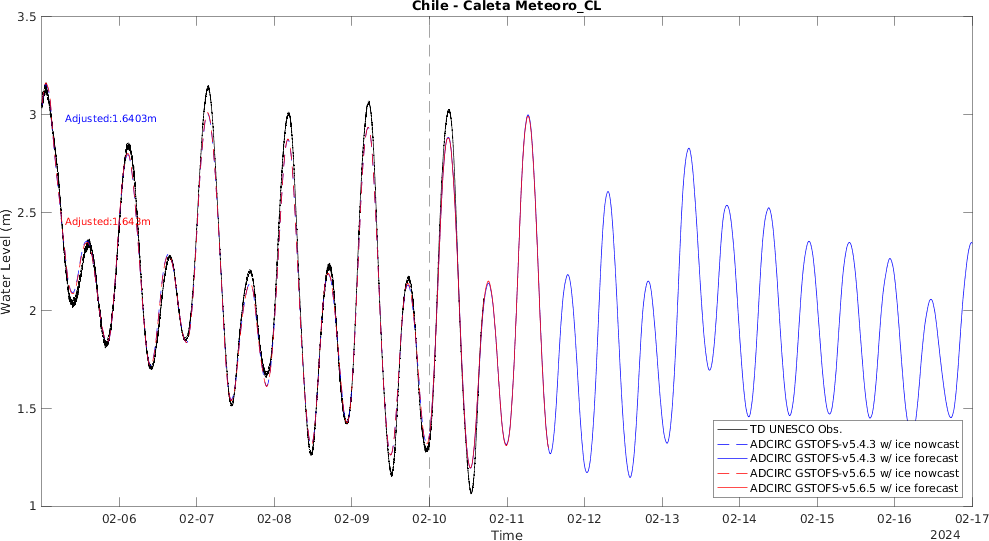 Chile - Caleta Meteoro_CL
3.5
3
2.5
2
1.5
1
Water Level (m)
Adjusted:1.6403m
Adjusted:1.643m
TD UNESCO Obs.
ADCIRC GSTOFS-v5.4.3 w/ ice nowcast
ADCIRC GSTOFS-v5.4.3 w/ ice forecast
ADCIRC GSTOFS-v5.6.5 w/ ice nowcast
ADCIRC GSTOFS-v5.6.5 w/ ice forecast
02-06 02-07 02-08 02-09 02-10 02-11 02-12 02-13 02-14 02-15 02-16 02-17
Time
2024